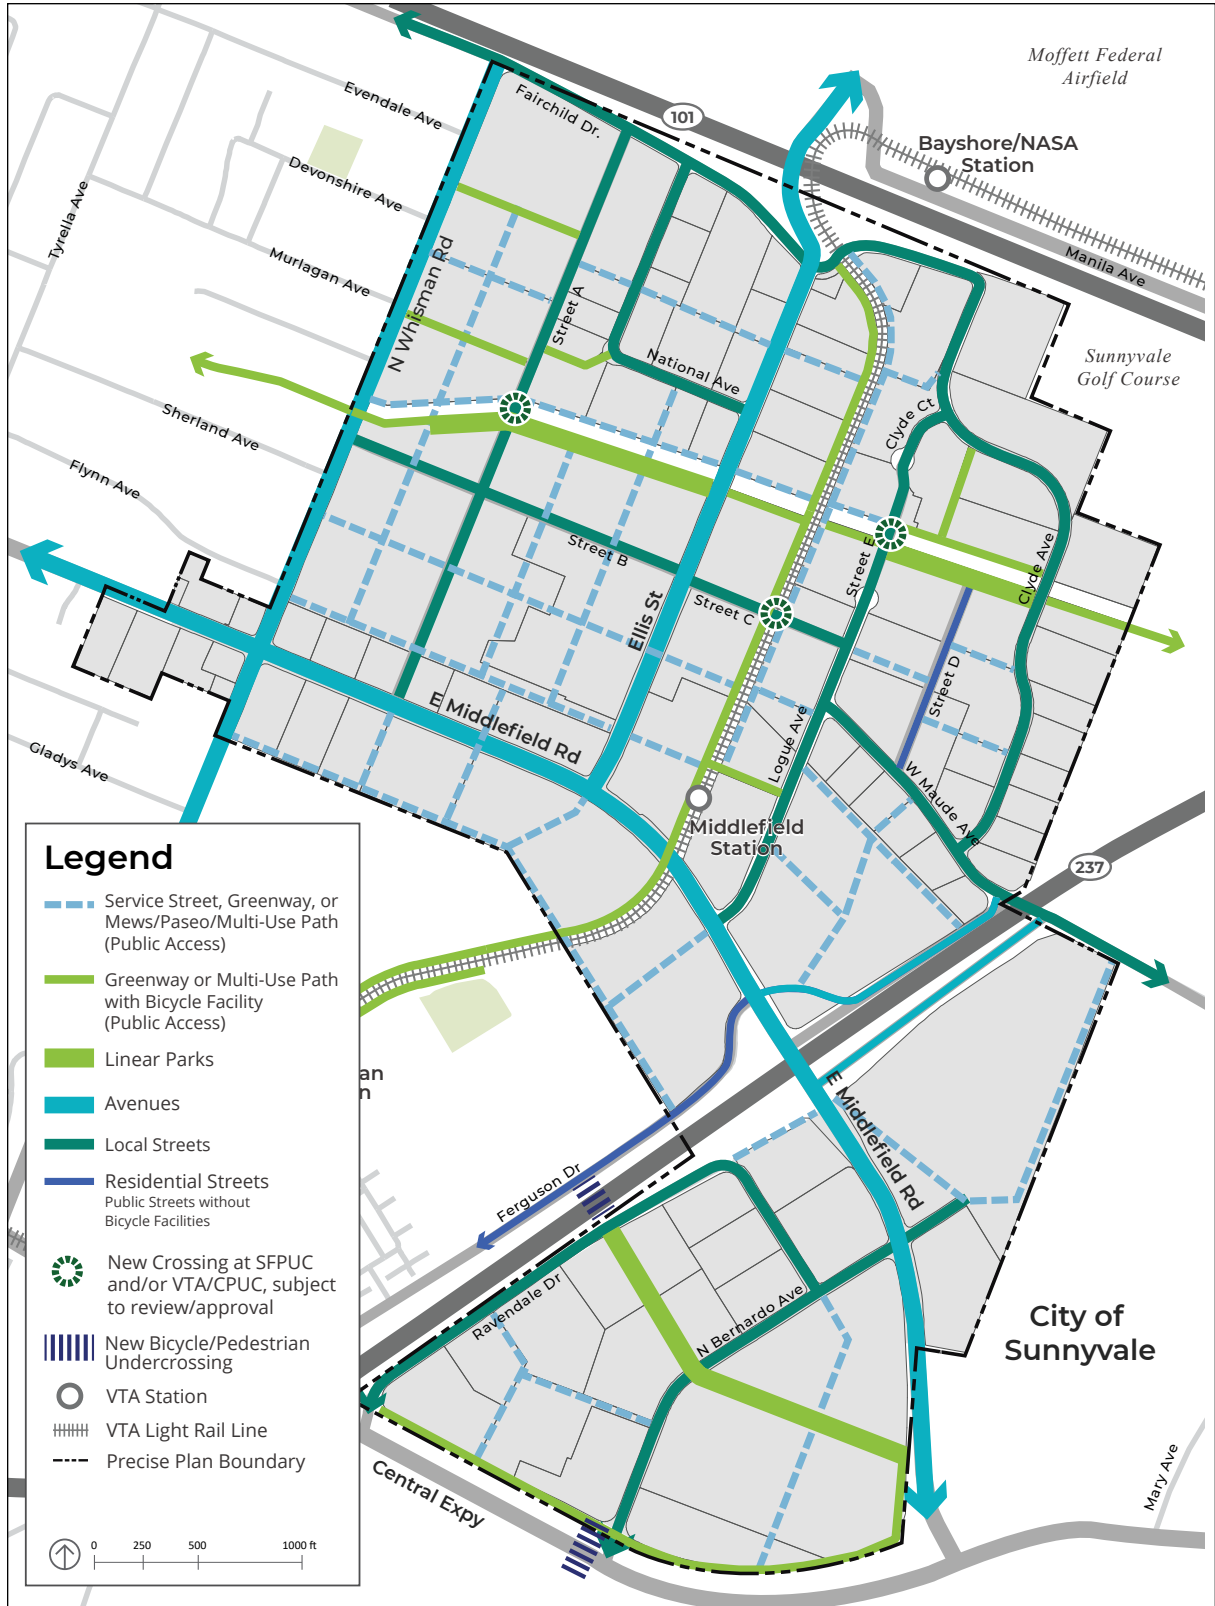 Moffett Federal
Airfield
Evendale Ave
Fairchild Dr.
101
Bayshore/NASA
Station
Devonshire Ave
Tyrella Ave
Murlagan Ave
N Whisman Rd
Street A
Manila Ave
National Ave
Sunnyvale
Golf Course
Sherland Ave
Clyde Ct
Flynn Ave
Street B
Street E
Clyde Ave
Street C
Ellis St
Street D
E Middlefield Rd
Logue Ave
Gladys Ave
W Maude Ave
Middlefield
Station
237
Legend
Service Street, Greenway, or
Mews/Paseo/Multi-Use Path
(Public Access)
Greenway or Multi-Use Path
with Bicycle Facility
(Public Access)
Linear Parks
Avenues
Local Streets
Residential Streets
Public Streets without
Bicycle Facilities
New Crossing at SFPUC
and/or VTA/CPUC, subject
to review/approval
New Bicycle/Pedestrian
Undercrossing
VTA Station
VTA Light Rail Line
Precise Plan Boundary
0 250 500 1000 ft
an
n
E Middlefield Rd
Ferguson Dr
Ravendale Dr
N Bernardo Ave
City of
Sunnyvale
Central Expy
Mary Ave